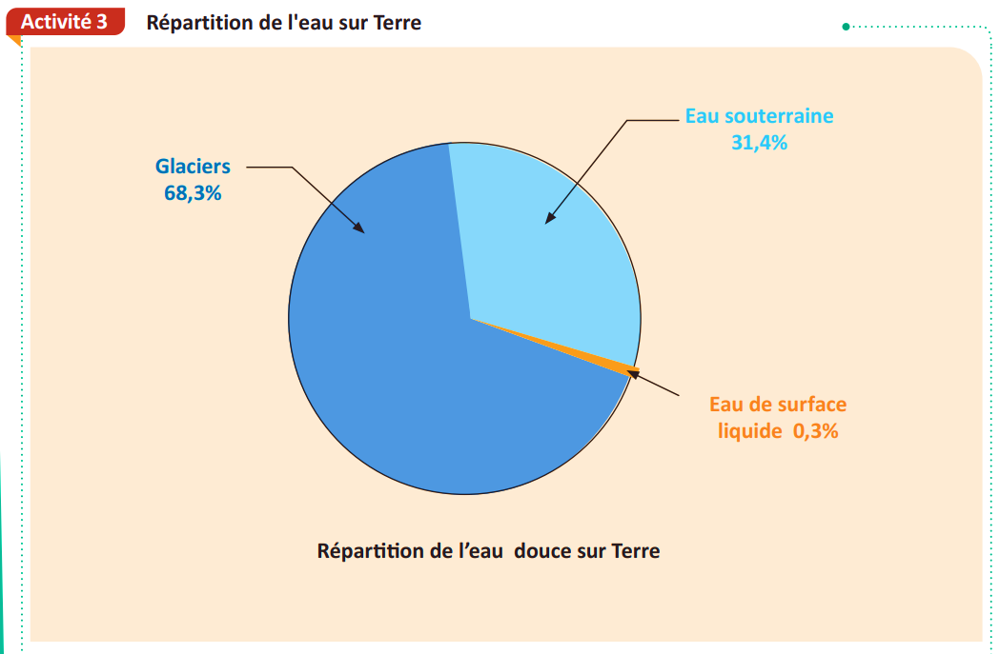 Activité 3
Répartition de l'eau sur Terre
Eau souterraine
31,4%
Glaciers
68,3%
Eau de surface
liquide 0,3%
Répartition de l’eau douce sur Terre